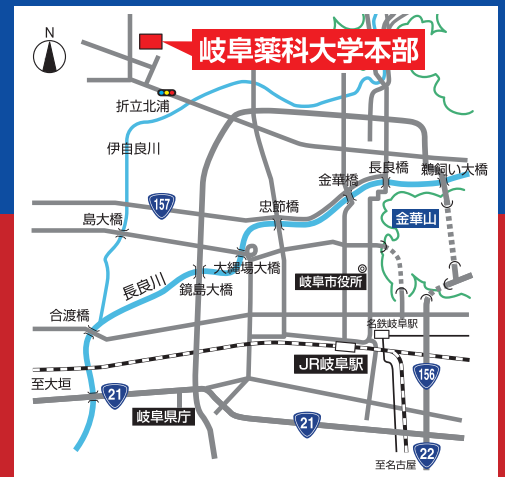 N
岐阜薬科大学本部
折立北浦
伊自良川
金華橋
長良橋
鵜飼い大橋
157
忠節橋
島大橋
金華山
大縄場大橋
長良川
鏡島大橋
岐阜市役所
合渡橋
名鉄岐阜駅
JR岐阜駅
至大垣
21
156
岐阜県庁
21
22
至名古屋